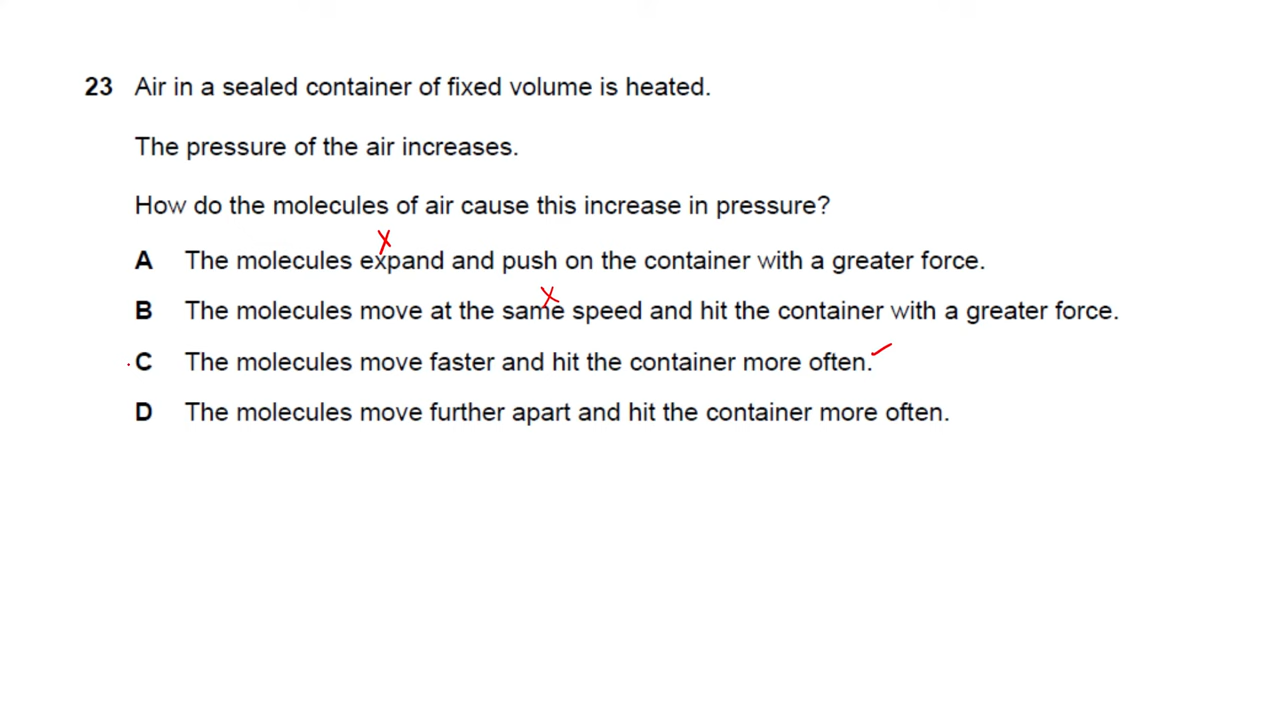 23 Air in a sealed container of fixed volume is heated.
The pressure of the air increases.
How do the molecules of air cause this increase in pressure?
A The molecules expand and push on the container with a greater force.
B The molecules move at the same speed and hit the container with a greater force.
C The molecules move faster and hit the container more often.
D The molecules move further apart and hit the container more often.